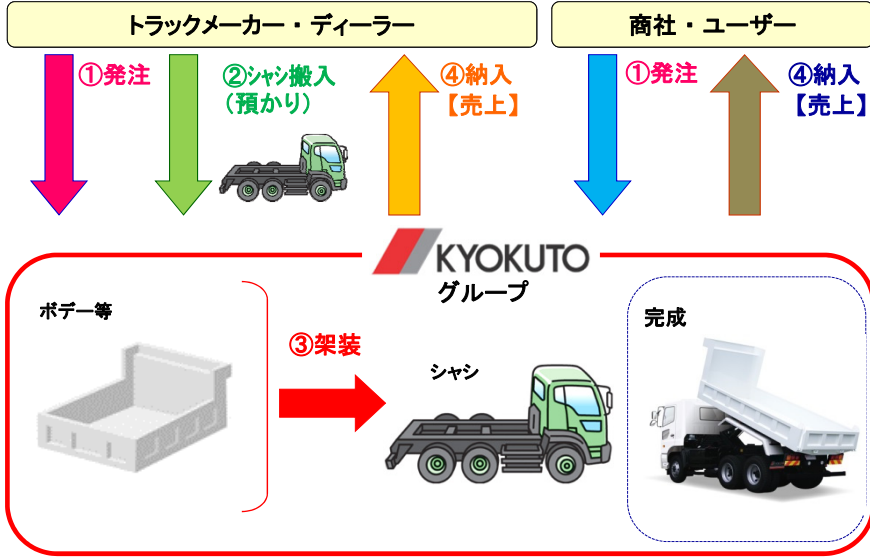 トラックメーカー・ディーラー
商社・ユーザー
①発注
②シャシ搬入
(預かり)
④納入
【売上】
①発注
④納入
【売上】
KYOKUTO
グループ
ボデー等
③架装
シャシ
完成